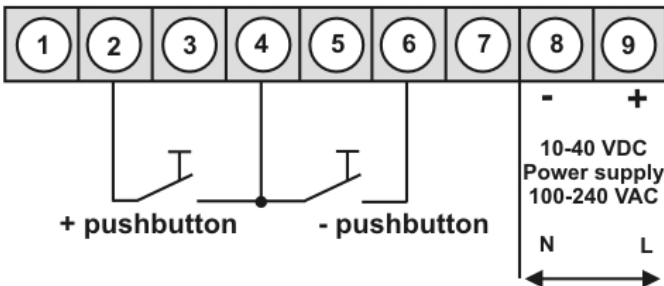 1 2 3 4 5 6 7 8 9
- +
10-40 VDC
Power supply
100-240 VAC
+ pushbutton - pushbutton
N L